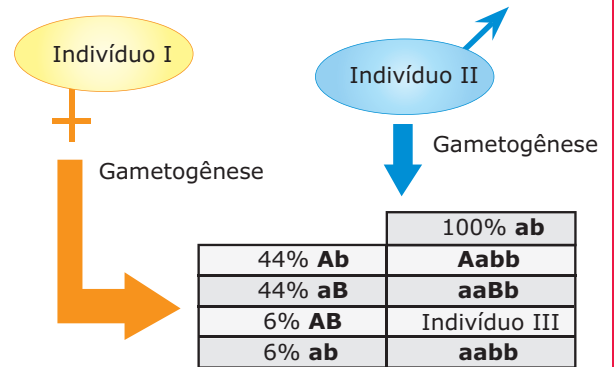 Indivíduo I
Indivíduo II
Gametogênese
Gametogênese
100% ab
44% Ab Aabb
44% aB aaBb
6% AB Indivíduo III
6% ab aabb